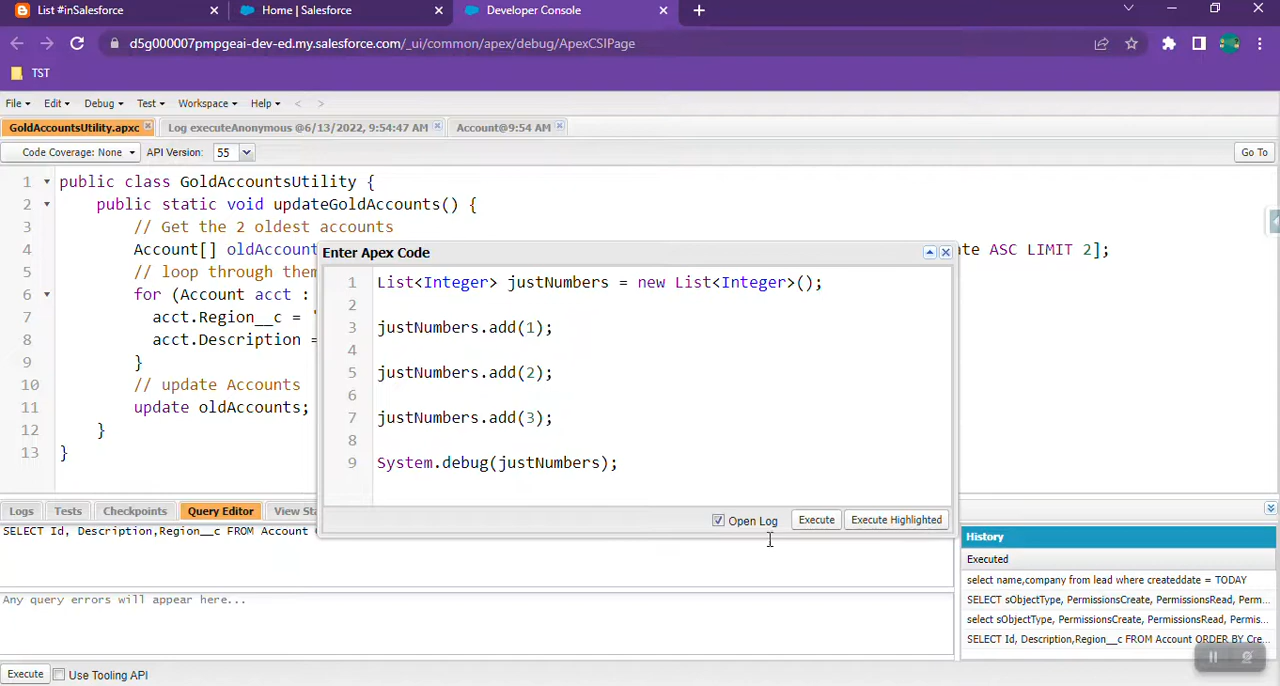 List #inSalesforce
Home | Salesforce
Developer Console
d5g000007pmpgeai-dev-ed.my.salesforce.com/_ui/common/apex/debug/ApexCSIPage
TST
File Edit Debug Test Workspace Help < >
GoldAccountsUtility.apxc Log executeAnonymous @6/13/2022, 9:54:47 AM Account@9:54 AM
Code Coverage: None API Version: 55 Go To
1 public class GoldAccountsUtility {
2 public static void updateGoldAccounts() {
3 // Get the 2 oldest accounts
4 Account[] oldAccount ate ASC LIMIT 2];
5 // loop through them
6 for (Account acct :
7 acct.Region__c = '
8 acct.Description =
9 }
10 // update Accounts
11 update oldAccounts;
12 }
13 }
Enter Apex Code
1 List<Integer> justNumbers = new List<Integer>();
2
3 justNumbers.add(1);
4
5 justNumbers.add(2);
6
7 justNumbers.add(3);
8
9 System.debug(justNumbers);
Open Log Execute Execute Highlighted
Logs Tests Checkpoints Query Editor View Sta
SELECT Id, Description,Region__c FROM Account
Any query errors will appear here...
Execute Use Tooling API
History
Executed
select name,company from lead where createddate = TODAY
SELECT sObjectType, PermissionsCreate, PermissionsRead, Perm...
select sObjectType, PermissionsCreate, PermissionsRead, Permis...
SELECT Id, Description,Region__c FROM Account ORDER BY Cre...